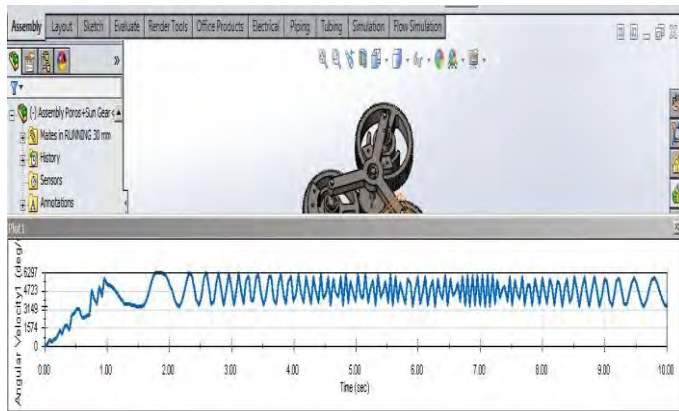 Assembly Layout Sketch Evaluate Render Tools Office Products Electrical Piping Tubing Simulation Flow Simulation
(-) Assembly Poros+Sun Gear
Mates in RUNNING 30 mm
History
Sensors
Annotations
Plot1
Angular Velocity1 (deg/
6297
4723
3149
1574
0
0.00 1.00 2.00 3.00 4.00 5.00 6.00 7.00 8.00 9.00 10.00
Time (sec)